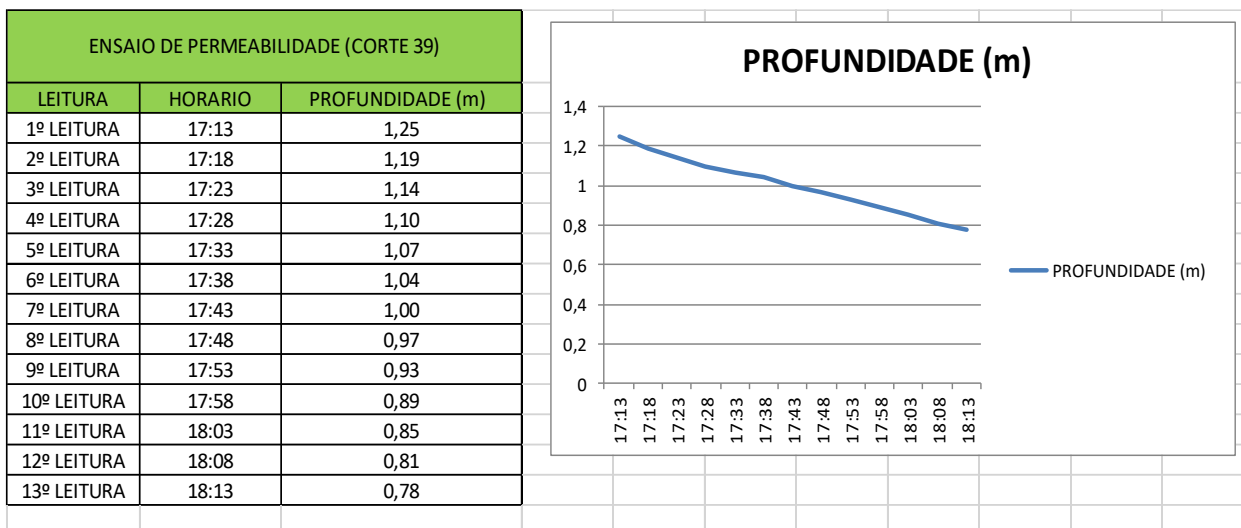 ENSAIO DE PERMEABILIDADE (CORTE 39)
LEITURA HORARIO PROFUNDIDADE (m)
1º LEITURA 17:13 1,25
2º LEITURA 17:18 1,19
3º LEITURA 17:23 1,14
4º LEITURA 17:28 1,10
5º LEITURA 17:33 1,07
6º LEITURA 17:38 1,04
7º LEITURA 17:43 1,00
8º LEITURA 17:48 0,97
9º LEITURA 17:53 0,93
10º LEITURA 17:58 0,89
11º LEITURA 18:03 0,85
12º LEITURA 18:08 0,81
13º LEITURA 18:13 0,78
PROFUNDIDADE (m)
1,4
1,2
1
0,8
0,6
0,4
0,2
0
17:13 17:18 17:23 17:28 17:33 17:38 17:43 17:48 17:53 17:58 18:03 18:08 18:13
PROFUNDIDADE (m)